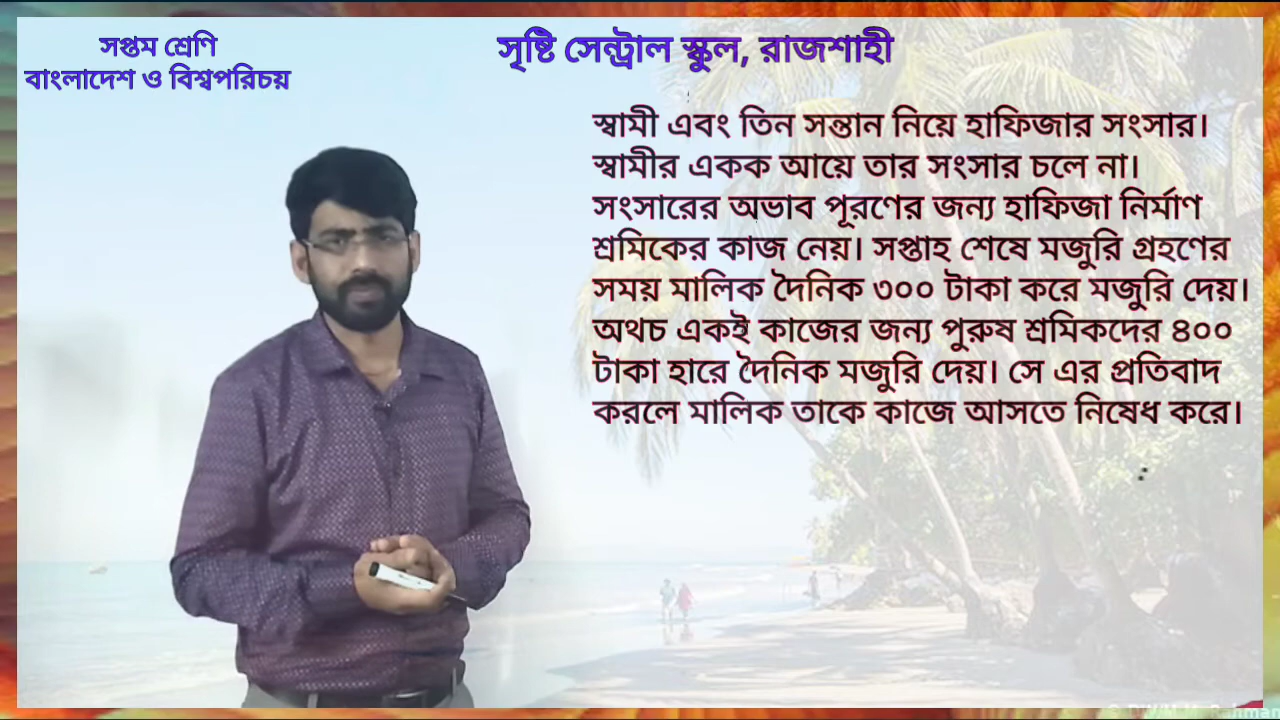 সপ্তম শ্রেণি
বাংলাদেশ ও বিশ্বপরিচয়
সৃষ্টি সেন্ট্রাল স্কুল, রাজশাহী
স্বামী এবং তিন সন্তান নিয়ে হাফিজার সংসার।
স্বামীর একক আয়ে তার সংসার চলে না।
সংসারের অভাব পূরণের জন্য হাফিজা নির্মাণ
শ্রমিকের কাজ নেয়। সপ্তাহ শেষে মজুরি গ্রহণের
সময় মালিক দৈনিক ৩০০ টাকা করে মজুরি দেয়।
অথচ একই কাজের জন্য পুরুষ শ্রমিকদের ৪০০
টাকা হারে দৈনিক মজুরি দেয়। সে এর প্রতিবাদ
করলে মালিক তাকে কাজে আসতে নিষেধ করে।